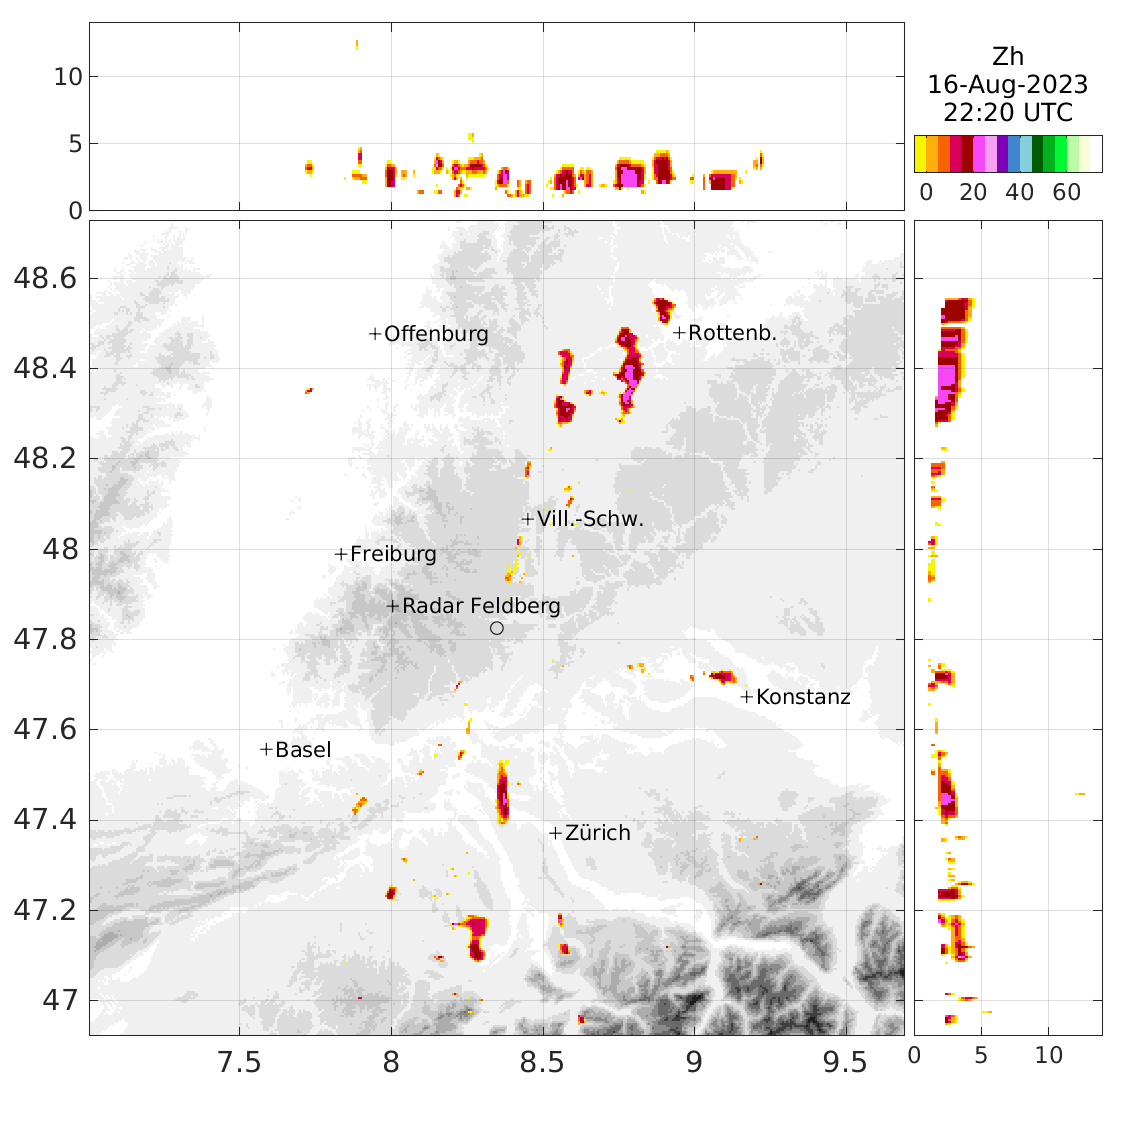 10
5
0
Zh
16-Aug-2023
22:20 UTC
0 20 40 60
48.6
48.4
48.2
48
47.8
47.6
47.4
47.2
47
Offenburg
Rottenb.
Vill.-Schw.
Freiburg
Radar Feldberg
Konstanz
Basel
Zürich
7.5 8 8.5 9 9.5
0 5 10